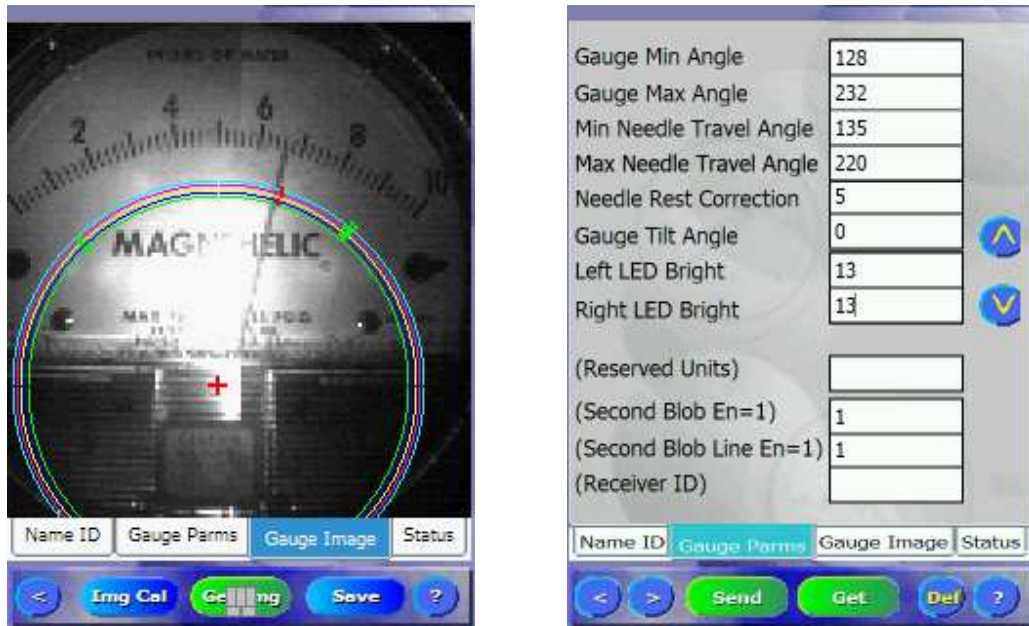 2
4
6
8
10
MAGNEHELIC
Name ID
Gauge Parms
Gauge Image
Status
<
Img Cal
Save
?
Gauge Min Angle 128
Gauge Max Angle 232
Min Needle Travel Angle 135
Max Needle Travel Angle 220
Needle Rest Correction 5
Gauge Tilt Angle 0
Left LED Bright 13
Right LED Bright 13
(Reserved Units)
(Second Blob En=1) 1
(Second Blob Line En=1) 1
(Receiver ID)
Name ID
Gauge Parms
Gauge Image
Status
<
>
Send
Get
Def
?